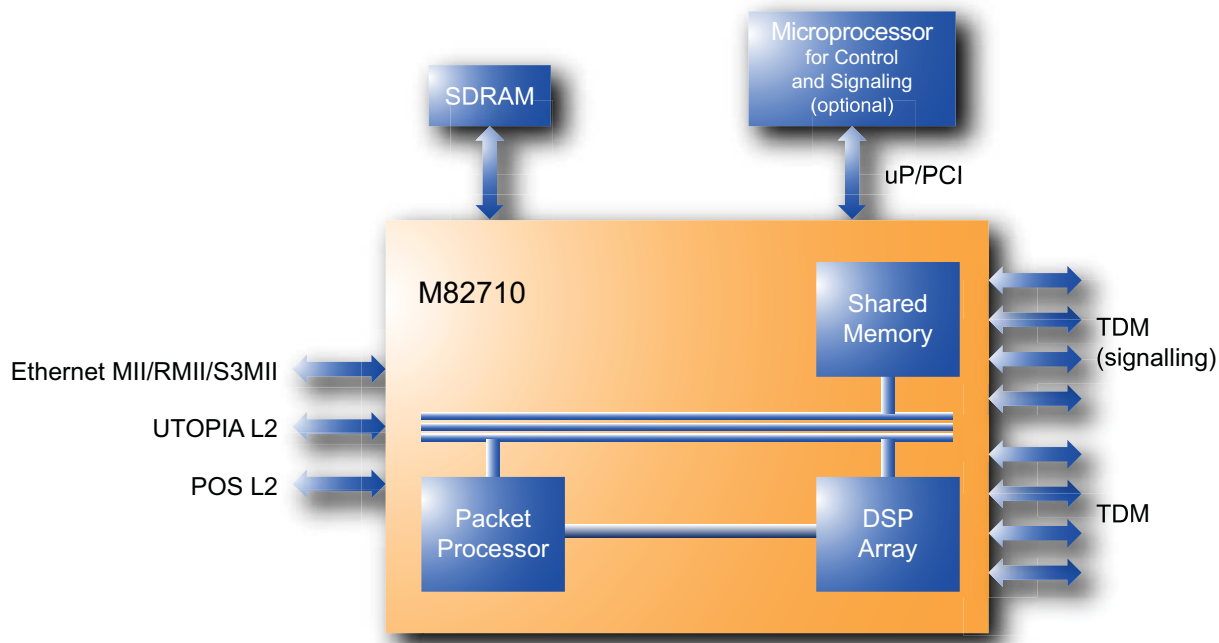 Microprocessor
for Control
and Signaling
(optional)
SDRAM
uP/PCI
M82710
Shared
Memory
TDM
(signalling)
Ethernet MII/RMII/S3MII
UTOPIA L2
POS L2
Packet
Processor
DSP
Array
TDM